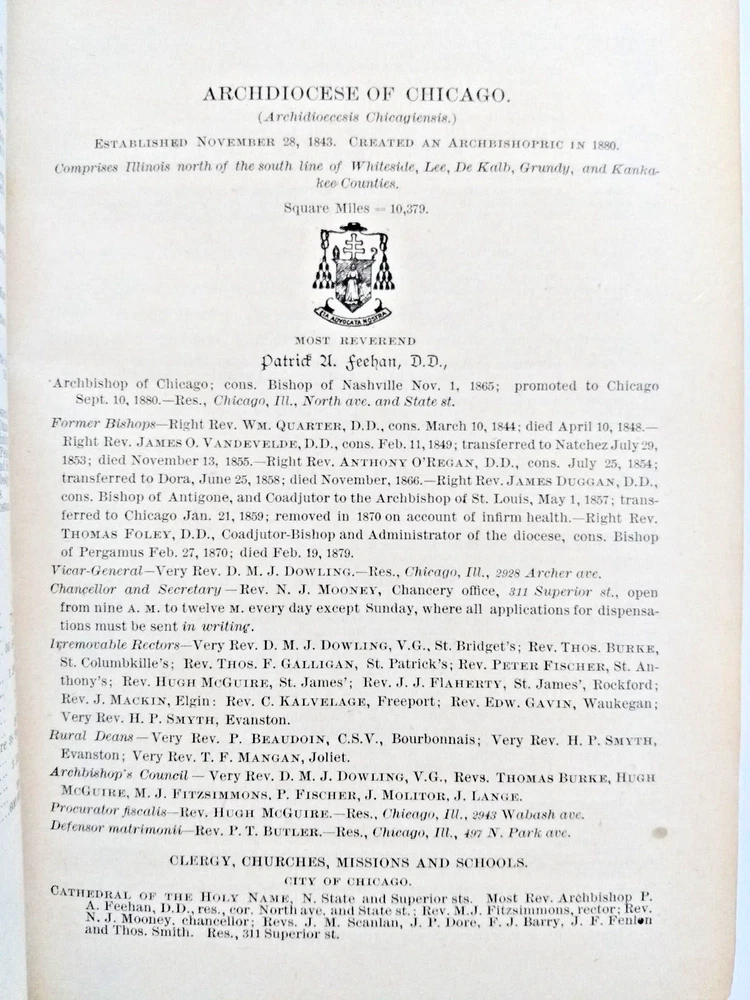 ARCHDIOCESE OF CHICAGO.
(Archidiœcesis Chicagiensis.)
ESTABLISHED NOVEMBER 28, 1843. CREATED AN ARCHBISHOPRIC IN 1880.
Comprises Illinois north of the south line of Whiteside, Lee, De Kalb, Grundy, and Kanka-
kee Counties.
Square Miles = 10,379.
ETA ADVOCATA NOSTRA
MOST REVEREND
Patrick A. Feehan, D.D.,
Archbishop of Chicago; cons. Bishop of Nashville Nov. 1, 1865; promoted to Chicago
Sept. 10, 1880.—Res., Chicago, Ill., North ave. and State st.
Former Bishops—Right Rev. WM. QUARTER, D.D., cons. March 10, 1844; died April 10, 1848.—
Right Rev. JAMES O. VANDEVELDE, D.D., cons. Feb. 11, 1849; transferred to Natchez July 29,
1853; died November 13, 1855.—Right Rev. ANTHONY O'REGAN, D.D., cons. July 25, 1854;
transferred to Dora, June 25, 1858; died November, 1866.—Right Rev. JAMES DUGGAN, D.D.,
cons. Bishop of Antigone, and Coadjutor to the Archbishop of St. Louis, May 1, 1857; trans-
ferred to Chicago Jan. 21, 1859; removed in 1870 on account of infirm health.—Right Rev.
THOMAS FOLEY, D.D., Coadjutor-Bishop and Administrator of the diocese, cons. Bishop
of Pergamus Feb. 27, 1870; died Feb. 19, 1879.
Vicar-General—Very Rev. D. M. J. DOWLING.—Res., Chicago, Ill., 2928 Archer ave.
Chancellor and Secretary—Rev. N. J. MOONEY, Chancery office, 311 Superior st., open
from nine A. M. to twelve M. every day except Sunday, where all applications for dispensa-
tions must be sent in writing.
Irremovable Rectors—Very Rev. D. M. J. DOWLING, V.G., St. Bridget's; Rev. THOS. BURKE,
St. Columbkille's; Rev. THOS. F. GALLIGAN, St. Patrick's; Rev. PETER FISCHER, St. An-
thony's; Rev. HUGH MCGUIRE, St. James'; Rev. J. J. FLAHERTY, St. James', Rockford;
Rev. J. MACKIN, Elgin: Rev. C. KALVELAGE, Freeport; Rev. EDW. GAVIN, Waukegan;
Very Rev. H. P. SMYTH, Evanston.
Rural Deans—Very Rev. P. BEAUDOIN, C.S.V., Bourbonnais; Very Rev. H. P. SMYTH,
Evanston; Very Rev. T. F. MANGAN, Joliet.
Archbishop's Council—Very Rev. D. M. J. DOWLING, V.G., Revs. THOMAS BURKE, HUGH
MCGUIRE, M. J. FITZSIMMONS, P. FISCHER, J. MOLITOR, J. LANGE.
Procurator fiscalis—Rev. HUGH MCGUIRE.—Res., Chicago, Ill., 2943 Wabash ave.
Defensor matrimonii—Rev. P. T. BUTLER.—Res., Chicago, Ill., 497 N. Park ave.
CLERGY, CHURCHES, MISSIONS AND SCHOOLS.
CITY OF CHICAGO.
CATHEDRAL OF THE HOLY NAME, N. State and Superior sts. Most Rev. Archbishop P.
A. Feehan, D.D., res., cor. North ave. and State st.; Rev. M.J. Fitzsimmons, rector; Rev.
N. J. Mooney, chancellor; Revs. J. M. Scanlan, J. P. Dore, F. J. Barry, J. F. Fenlon
and Thos. Smith. Res., 311 Superior st.